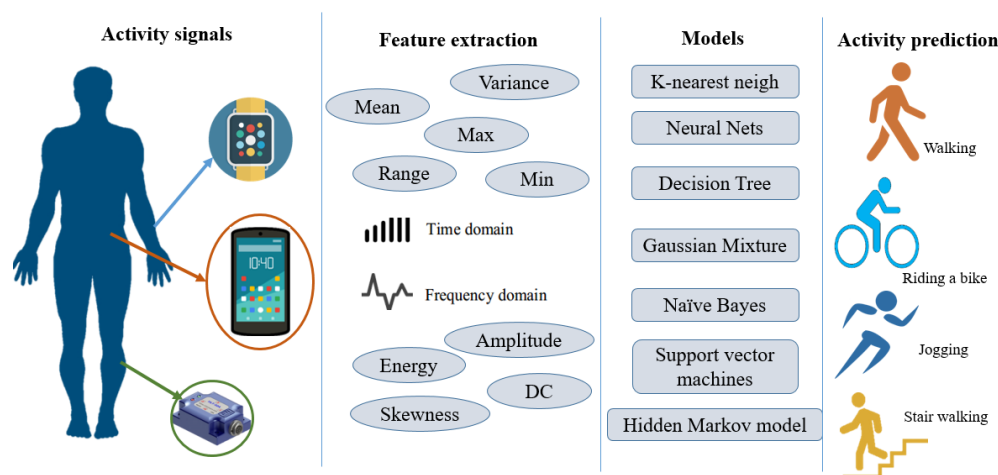 Activity signals
Feature extraction
Models
Activity prediction
Variance
Mean
Max
Range
Min
Time domain
Frequency domain
Amplitude
Energy
DC
Skewness
K-nearest neigh
Neural Nets
Decision Tree
Gaussian Mixture
Naïve Bayes
Support vector
machines
Hidden Markov model
Walking
Riding a bike
Jogging
Stair walking
10:40